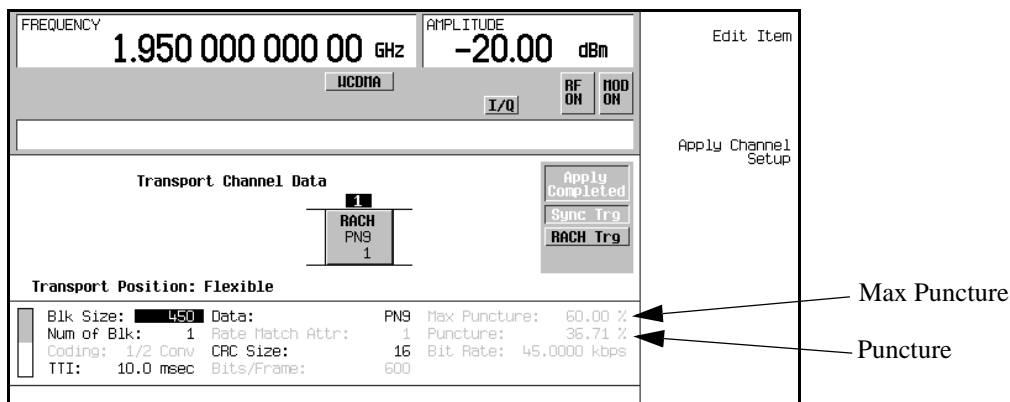 FREQUENCY
1.950 000 000 00 GHz
AMPLITUDE
-20.00 dBm
WCDMA
I/Q
RF ON
MOD ON
Edit Item
Apply Channel
Setup
Transport Channel Data
1
RACH
PN9
1
Apply
Completed
Sync Trg
RACH Trg
Transport Position: Flexible
Blk Size: 450 Data: PN9 Max Puncture: 60.00 %
Num of Blk: 1 Rate Match Attr: 1 Puncture: 36.71 %
Coding: 1/2 Conv CRC Size: 16 Bit Rate: 45.0000 kbps
TTI: 10.0 msec Bits/Frame: 600
Max Puncture
Puncture